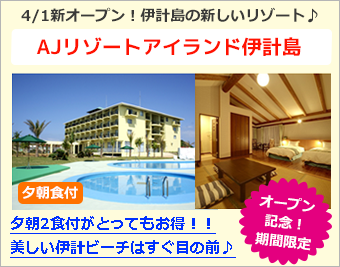 4/1新オープン！伊計島の新しいリゾート♪
AJリゾートアイランド伊計島
夕朝食付
夕朝2食付がとってもお得！！
美しい伊計ビーチはすぐ目の前♪
オープン
記念！
期間限定